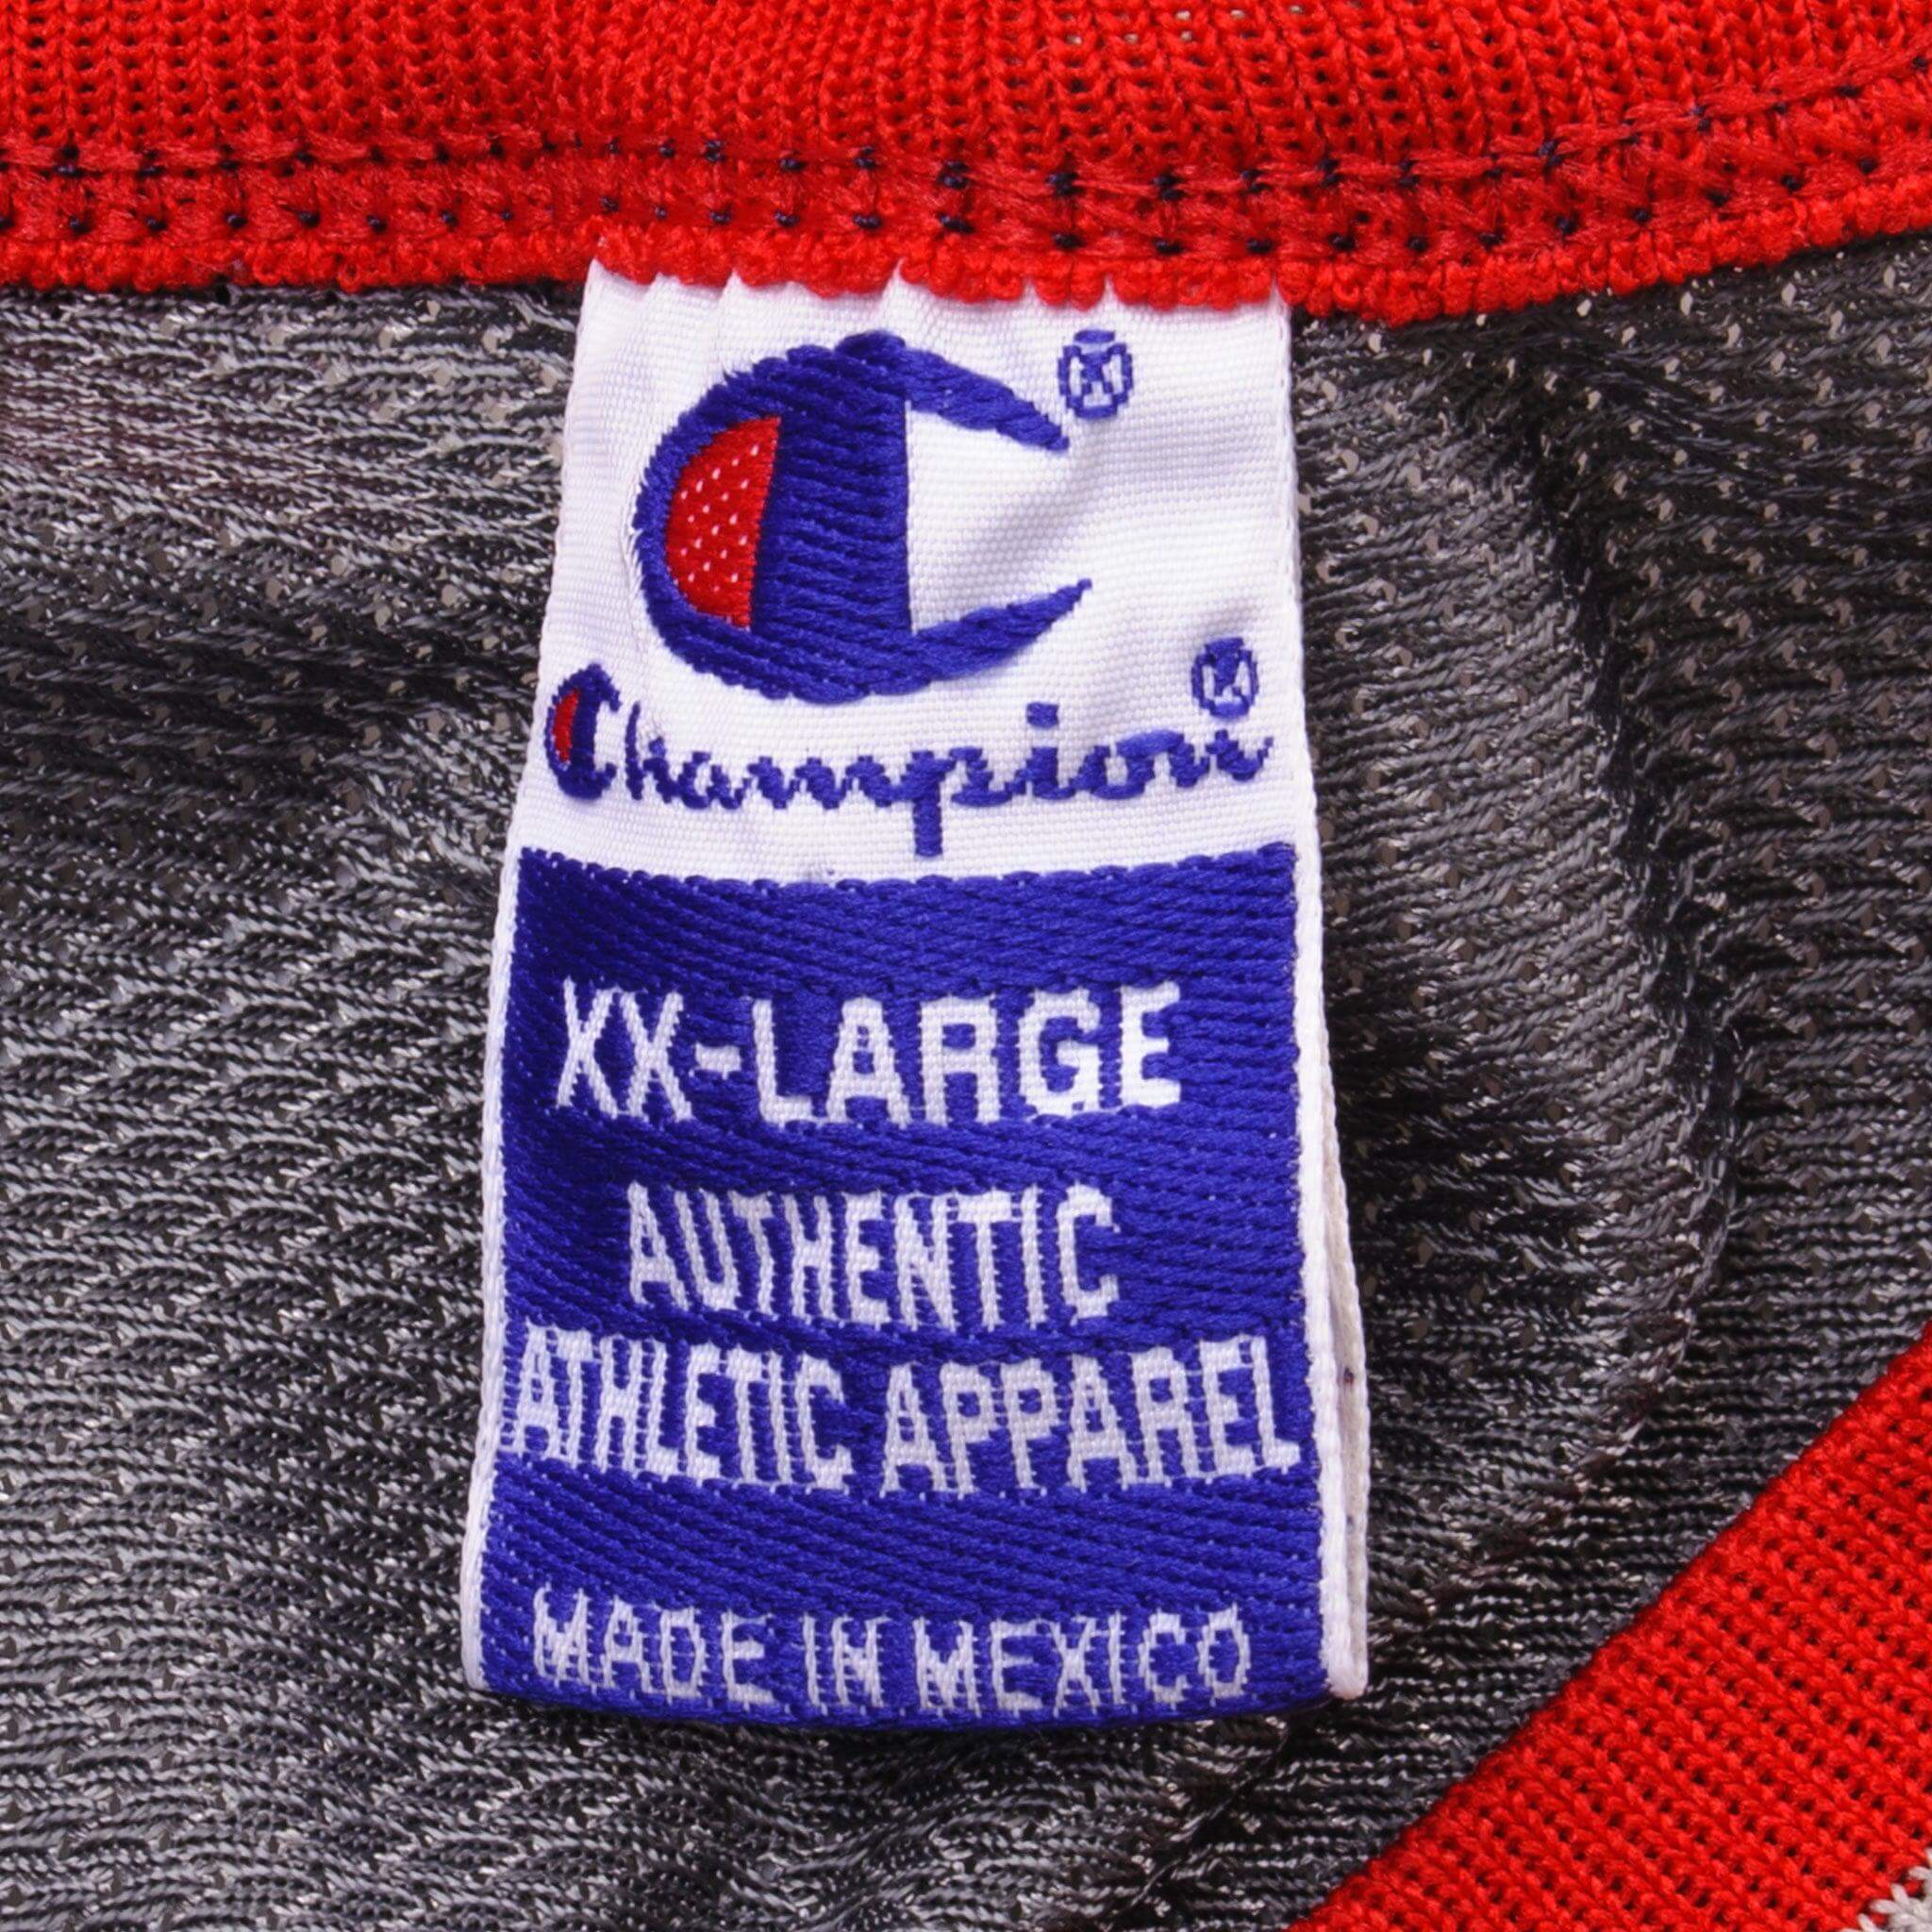 Champion
XX-LARGE
AUTHENTIC
ATHLETIC APPAREL
MADE IN MEXICO